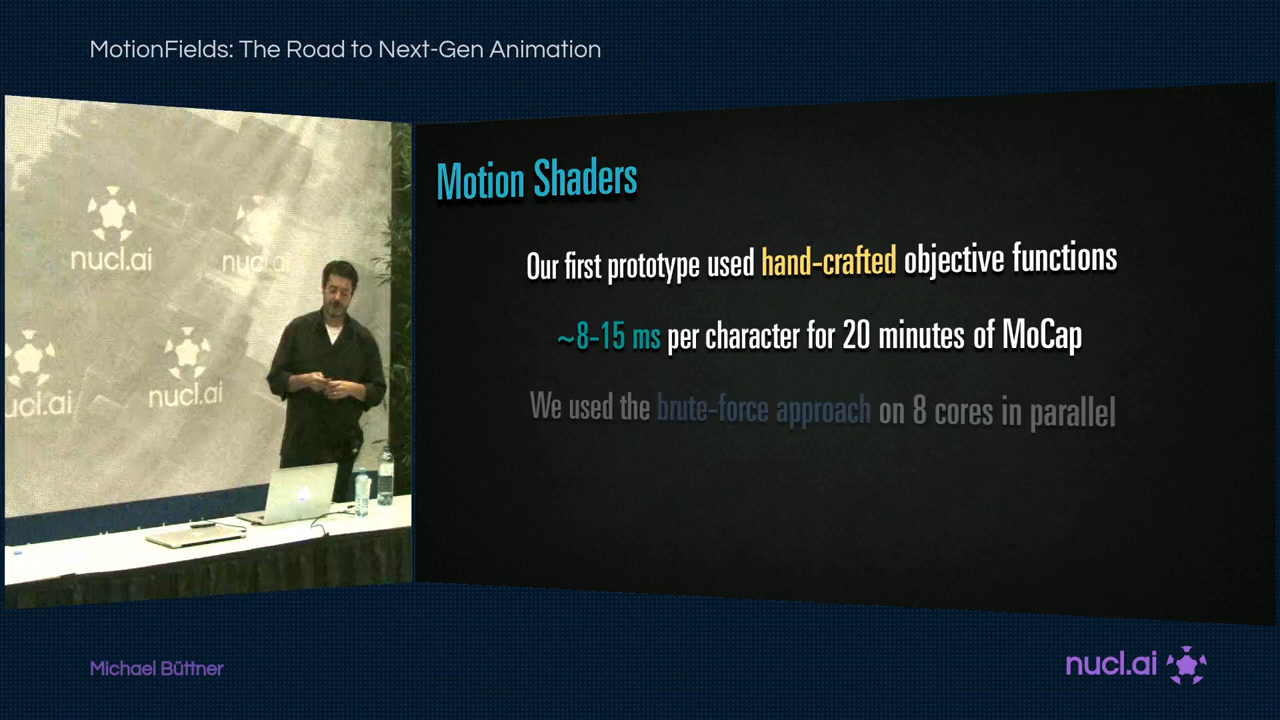 MotionFields: The Road to Next-Gen Animation
nucl.ai
nucl.ai
ucl.ai
nucl.ai
Motion Shaders
Our first prototype used hand-crafted objective functions
~8-15 ms per character for 20 minutes of MoCap
We used the brute-force approach on 8 cores in parallel
Michael Büttner
nucl.ai